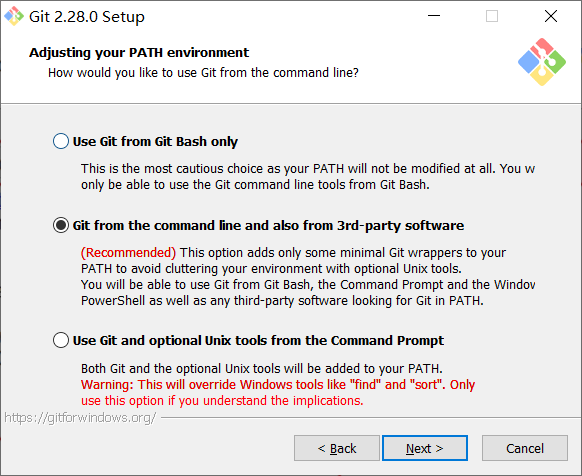 Git 2.28.0 Setup
Adjusting your PATH environment
How would you like to use Git from the command line?
Use Git from Git Bash only
This is the most cautious choice as your PATH will not be modified at all. You w
only be able to use the Git command line tools from Git Bash.
Git from the command line and also from 3rd-party software
(Recommended) This option adds only some minimal Git wrappers to your
PATH to avoid cluttering your environment with optional Unix tools.
You will be able to use Git from Git Bash, the Command Prompt and the Window
PowerShell as well as any third-party software looking for Git in PATH.
Use Git and optional Unix tools from the Command Prompt
Both Git and the optional Unix tools will be added to your PATH.
Warning: This will override Windows tools like "find" and "sort". Only
use this option if you understand the implications.
https://gitforwindows.org/
< Back Next > Cancel